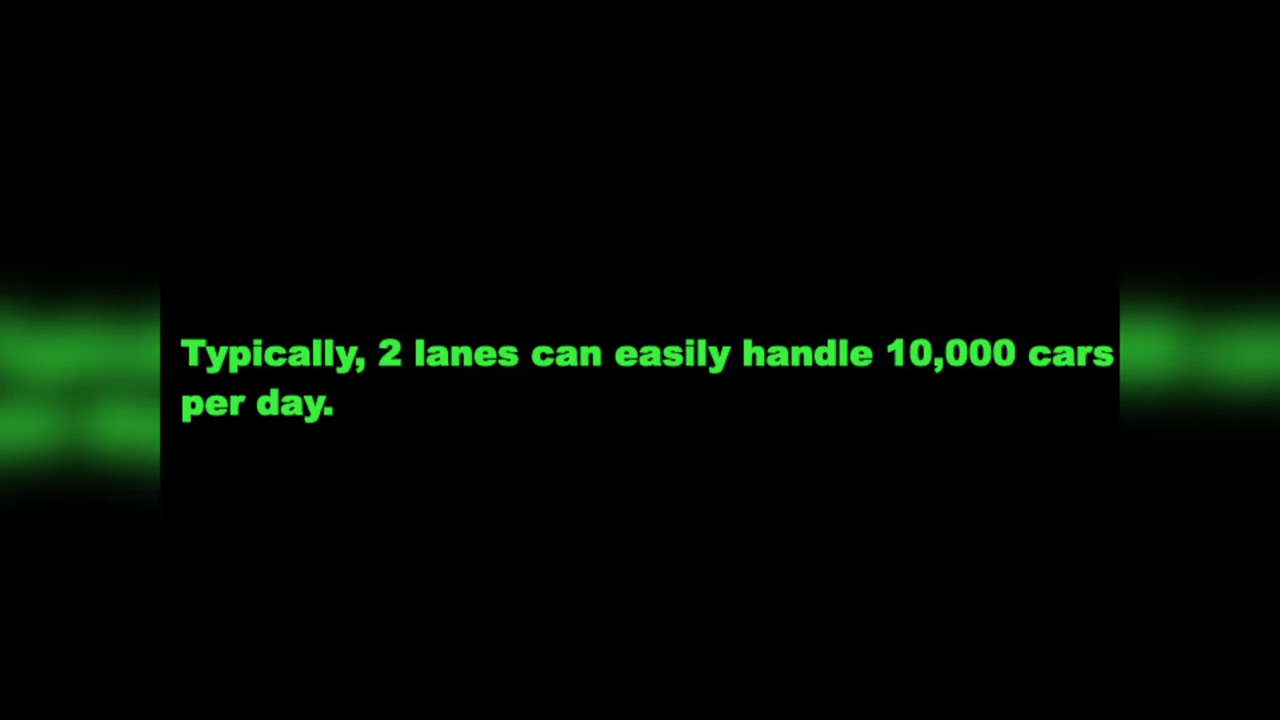 Typically, 2 lanes can easily handle 10,000 cars
per day.